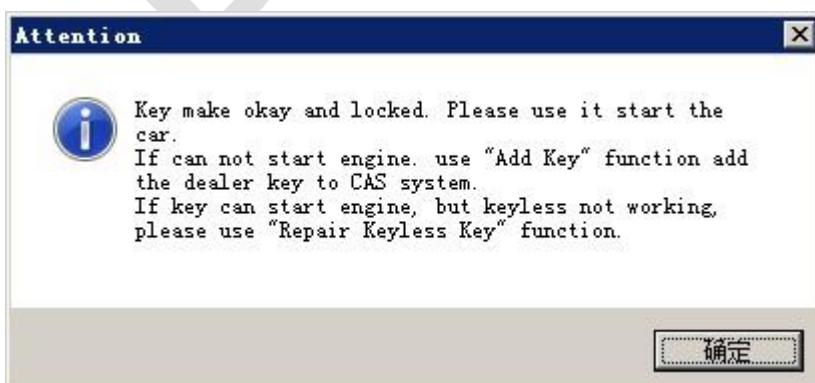 Attention
Key make okay and locked. Please use it start the
car.
If can not start engine. use "Add Key" function add
the dealer key to CAS system.
If key can start engine, but keyless not working,
please use "Repair Keyless Key" function.
确定